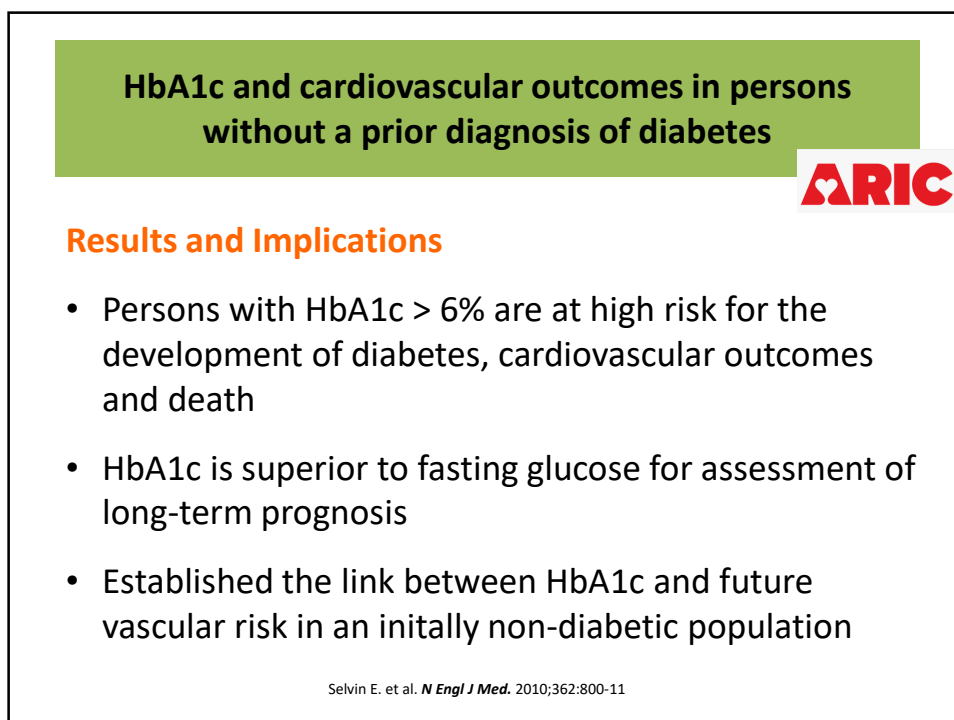 HbA1c and cardiovascular outcomes in persons
without a prior diagnosis of diabetes
ARIC
Results and Implications
• Persons with HbA1c > 6% are at high risk for the
development of diabetes, cardiovascular outcomes
and death
• HbA1c is superior to fasting glucose for assessment of
long-term prognosis
• Established the link between HbA1c and future
vascular risk in an initally non-diabetic population
Selvin E. et al. N Engl J Med. 2010;362:800-11